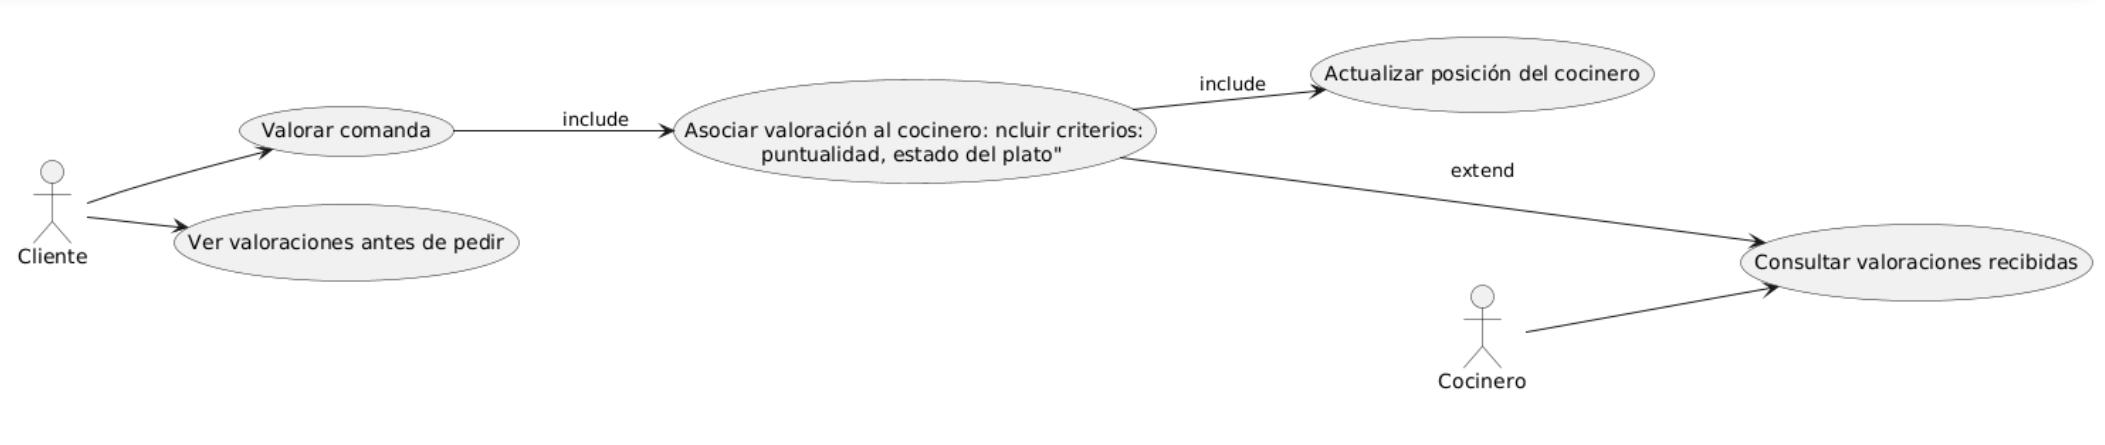 Actualizar posición del cocinero
include
include
Valorar comanda
Asociar valoración al cocinero: ncluir criterios:
puntualidad, estado del plato"
extend
Ver valoraciones antes de pedir
Cliente
Consultar valoraciones recibidas
Cocinero